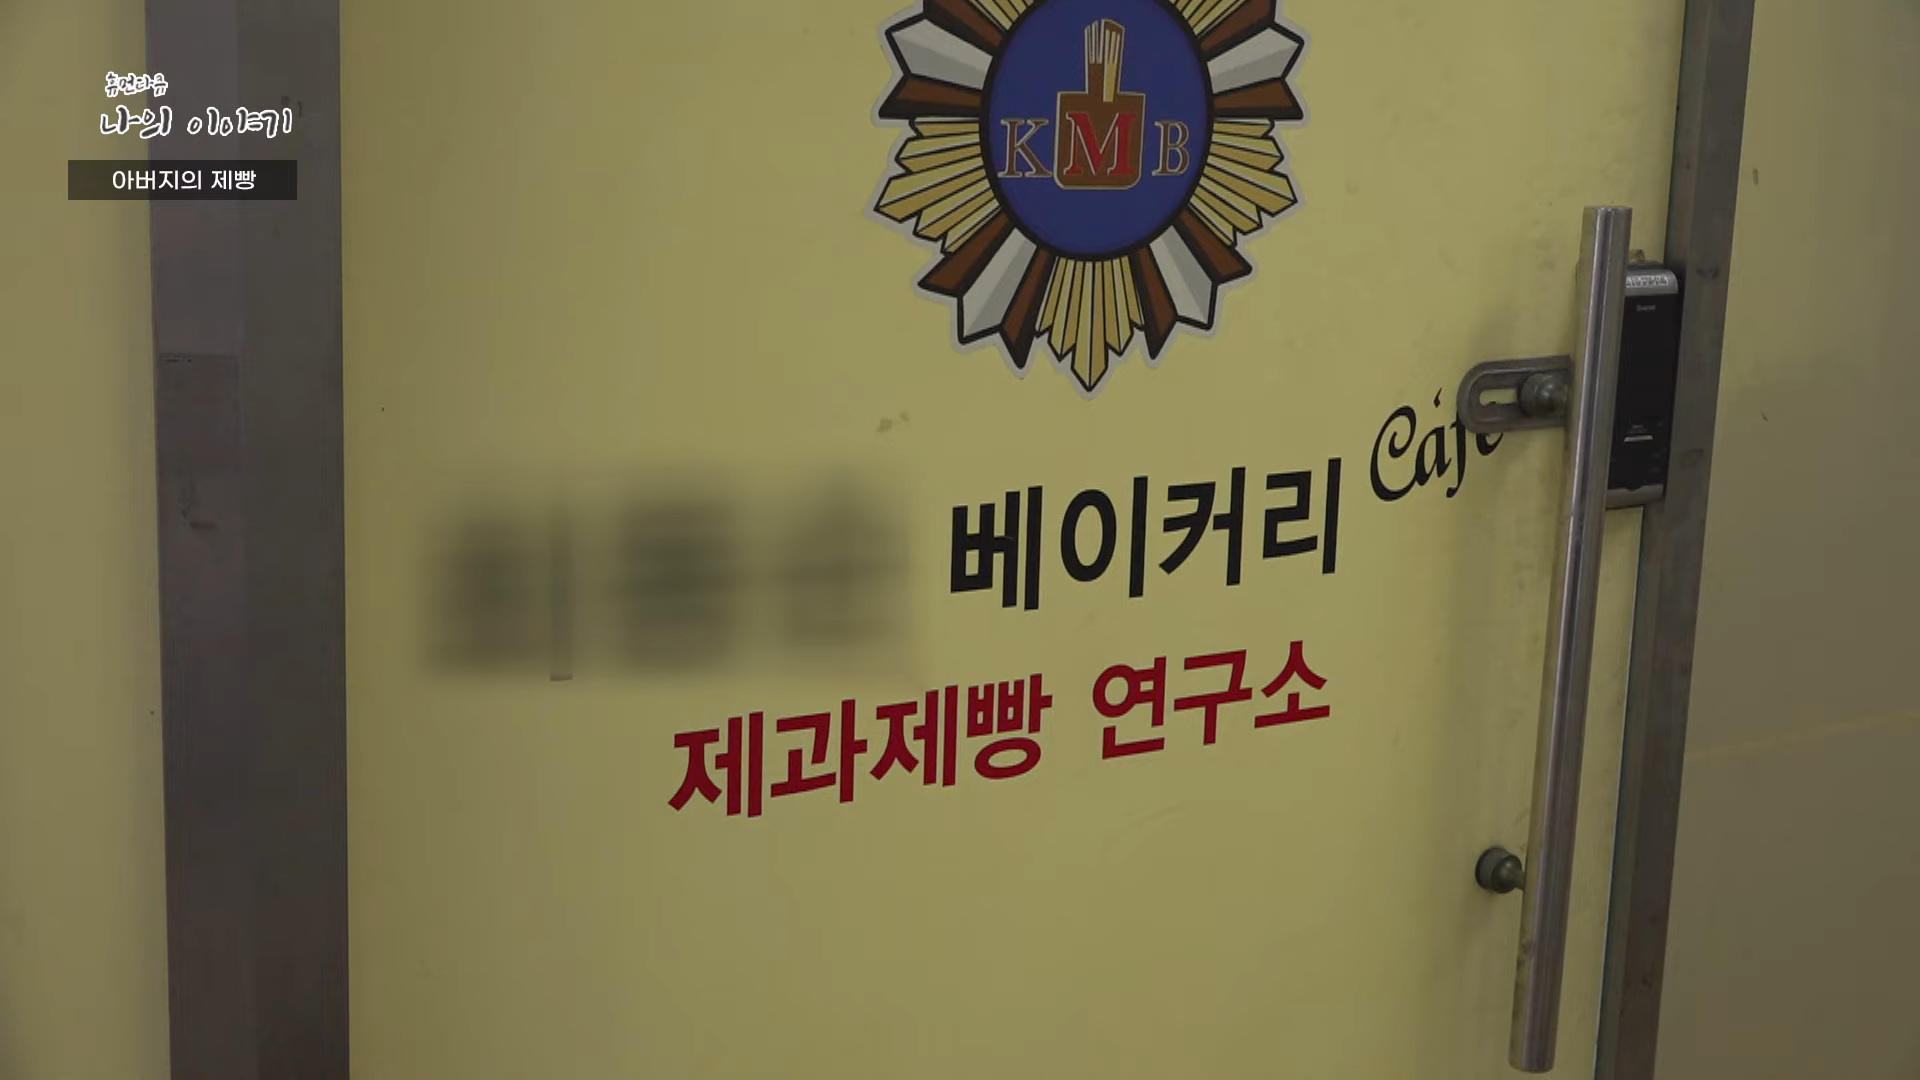 휴먼다큐
나의 이야기
아버지의 제빵
K M B
베이커리 Cafe
제과제빵 연구소